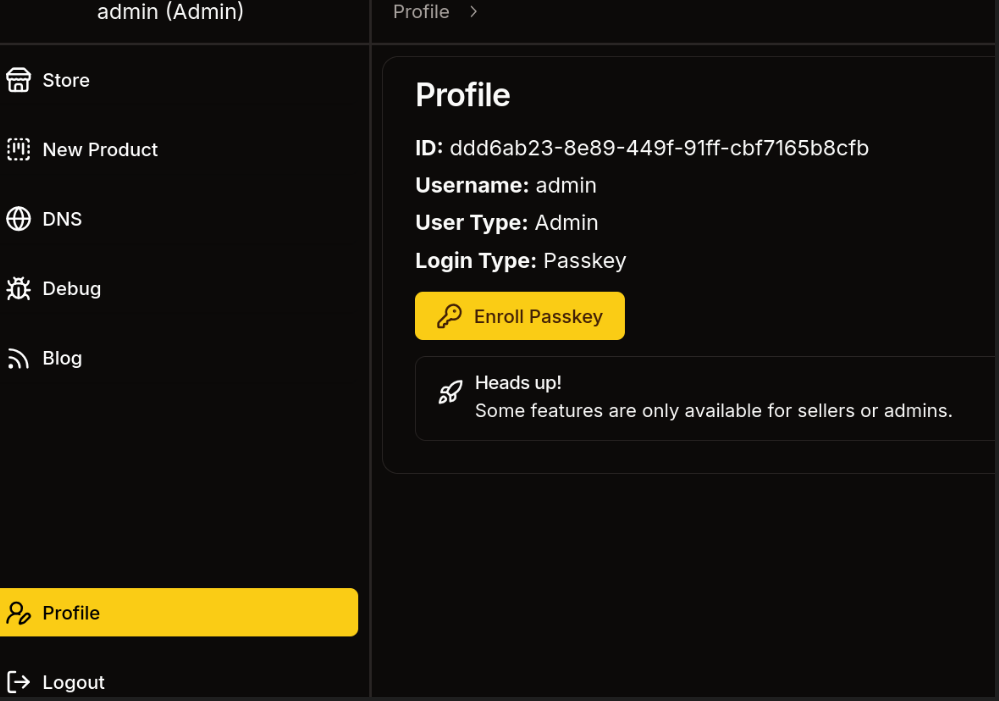 admin (Admin)
Store
New Product
DNS
Debug
Blog
Profile
Logout
Profile
Profile
ID: ddd6ab23-8e89-449f-91ff-cbf7165b8cfb
Username: admin
User Type: Admin
Login Type: Passkey
Enroll Passkey
Heads up!
Some features are only available for sellers or admins.